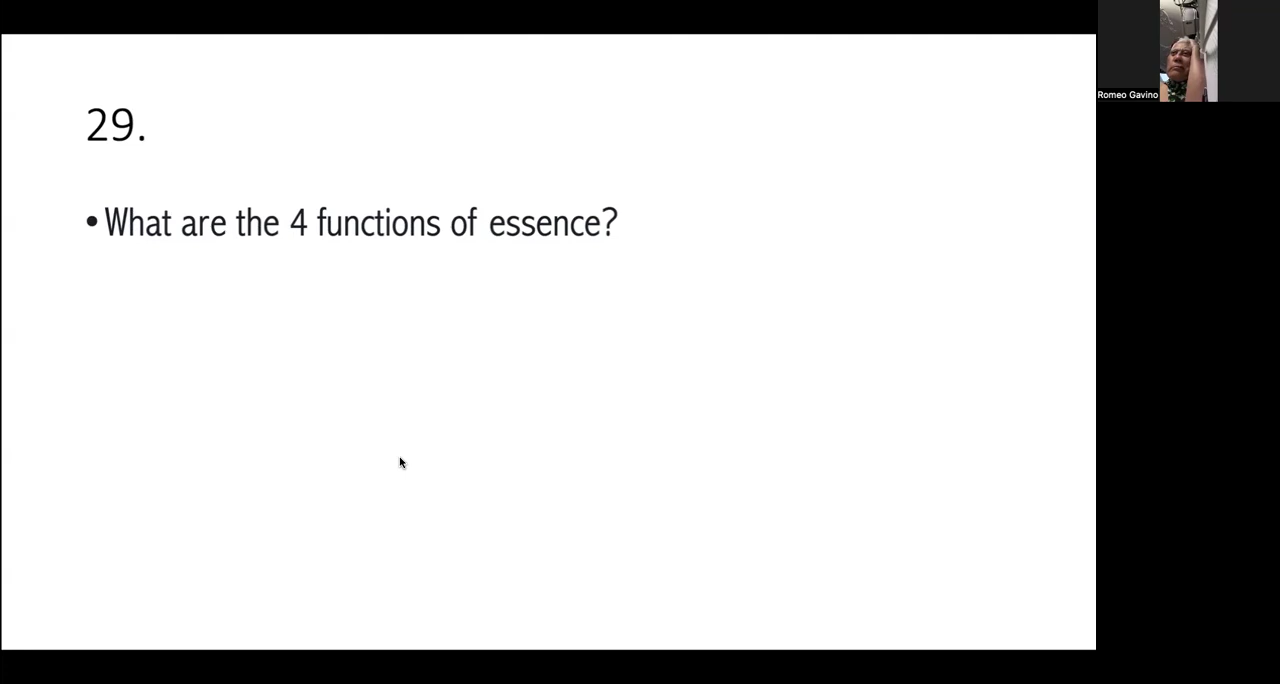 29.
• What are the 4 functions of essence?
Romeo Gavino